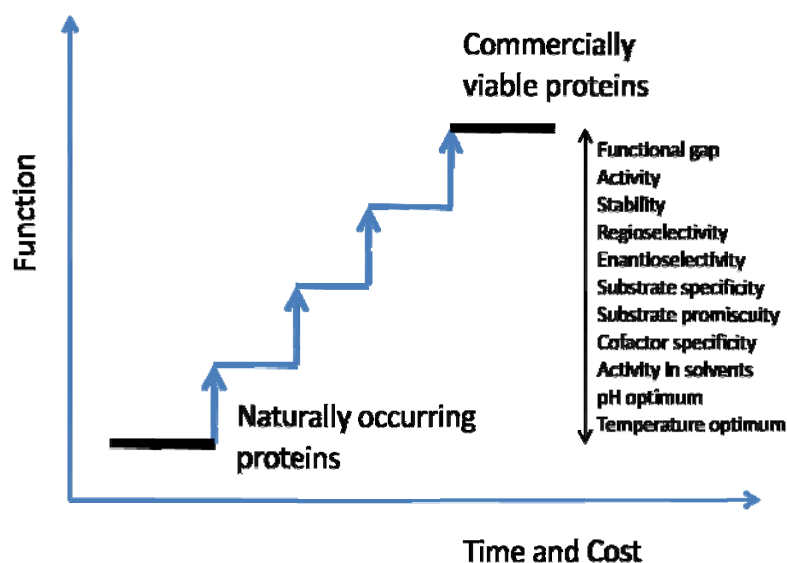 Commercially
viable proteins
Functional gap
Activity
Stability
Regioselectivity
Enantioselectivity
Substrate specificity
Substrate promiscuity
Cofactor specificity
Activity in solvents
pH optimum
Temperature optimum
Function
Naturally occurring
proteins
Time and Cost